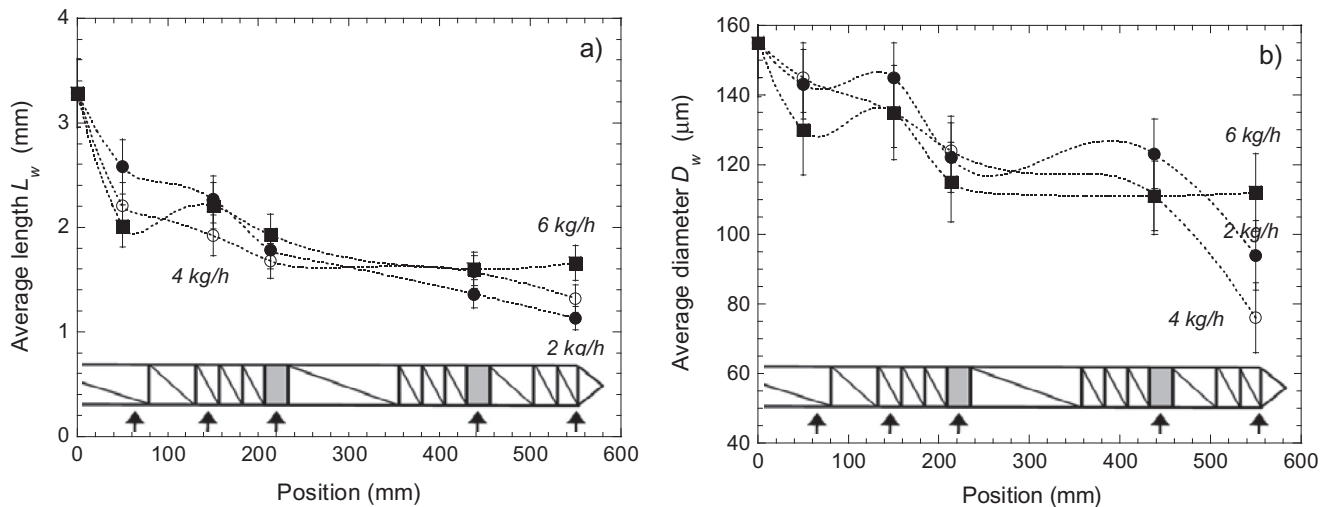 4
3
2
1
0
Average length L_w (mm)
a)
6 kg/h
4 kg/h
2 kg/h
0 100 200 300 400 500 600
Position (mm)
160
140
120
100
80
60
40
Average diameter D_w (μm)
b)
6 kg/h
2 kg/h
4 kg/h
0 100 200 300 400 500 600
Position (mm)